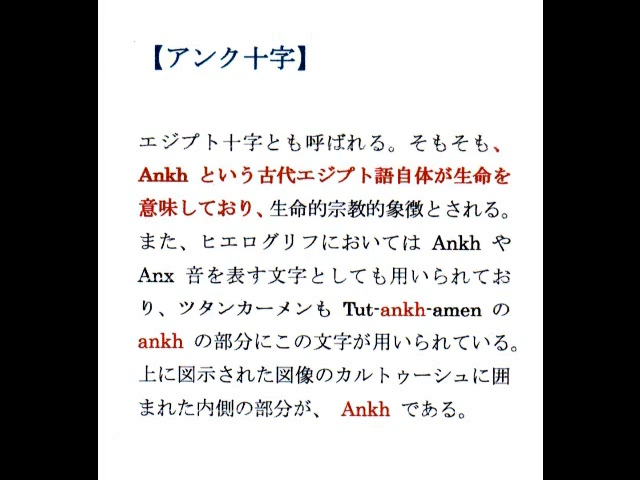 【アンク十字】
エジプト十字とも呼ばれる。そもそも、
Ankh という古代エジプト語自体が生命を
意味しており、生命的宗教的象徴とされる。
また、ヒエログリフにおいては Ankh や
Anx 音を表す文字としても用いられてお
り、ツタンカーメンも Tut-ankh-amen の
ankh の部分にこの文字が用いられている。
上に図示された図像のカルトゥーシュに囲
まれた内側の部分が、 Ankh である。